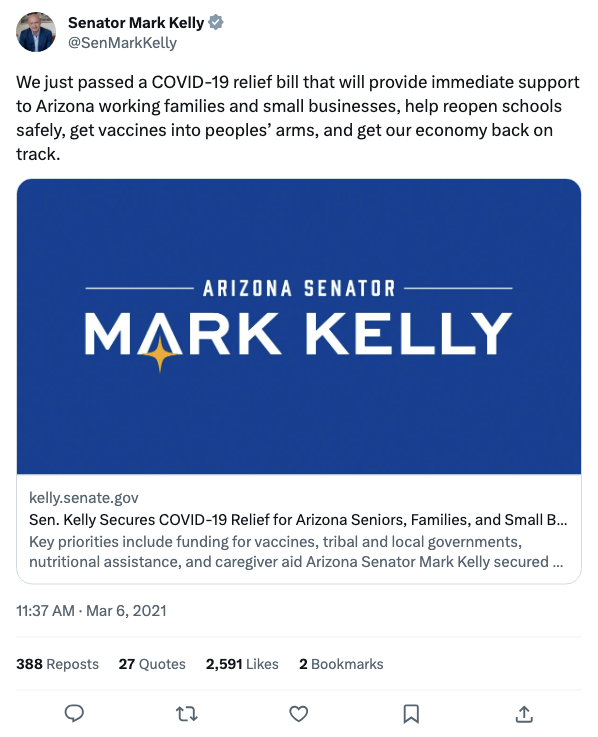 Senator Mark Kelly
@SenMarkKelly
We just passed a COVID-19 relief bill that will provide immediate support
to Arizona working families and small businesses, help reopen schools
safely, get vaccines into peoples’ arms, and get our economy back on
track.
ARIZONA SENATOR
MARK KELLY
kelly.senate.gov
Sen. Kelly Secures COVID-19 Relief for Arizona Seniors, Families, and Small B...
Key priorities include funding for vaccines, tribal and local governments,
nutritional assistance, and caregiver aid Arizona Senator Mark Kelly secured ...
11:37 AM · Mar 6, 2021
388 Reposts 27 Quotes 2,591 Likes 2 Bookmarks